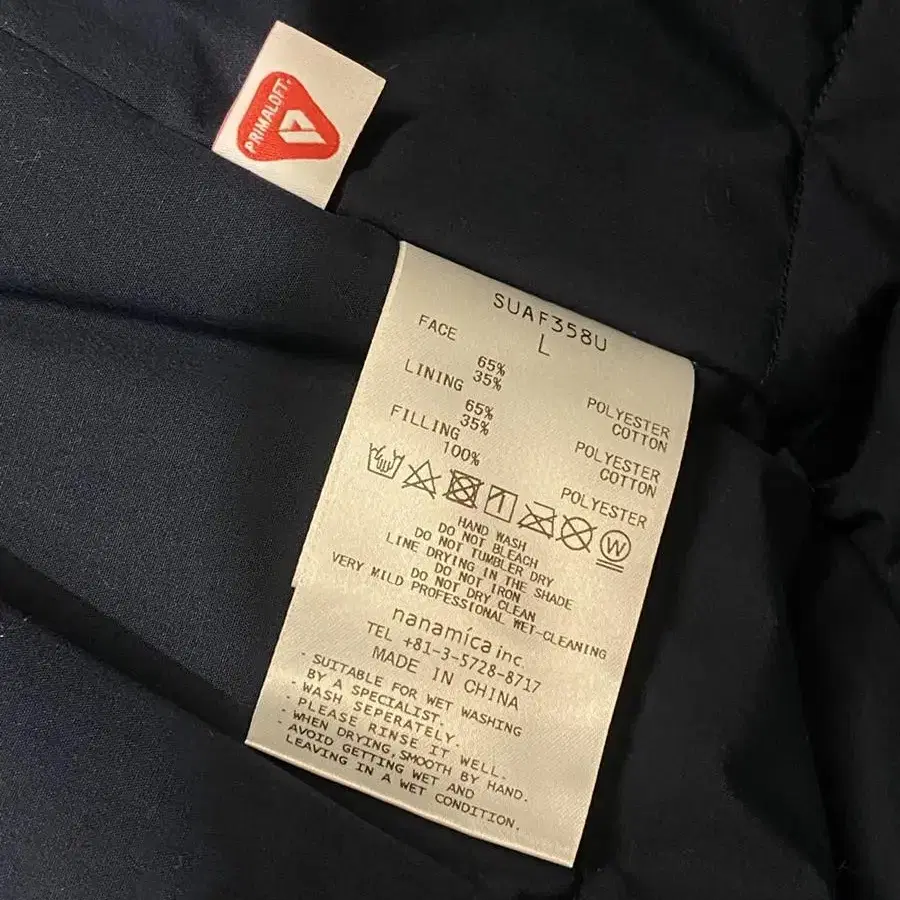 PRIMALOFT
SUAF358U
L
FACE
65% POLYESTER
35% COTTON
LINING
65% POLYESTER
35% COTTON
FILLING
100% POLYESTER
W
HAND WASH
DO NOT BLEACH
DO NOT TUMBLER DRY
LINE DRYING IN THE SHADE
DO NOT IRON
DO NOT DRY CLEAN
VERY MILD PROFESSIONAL WET-CLEANING
nanamica inc.
TEL +81-3-5728-8717
MADE IN CHINA
- SUITABLE FOR WET WASHING
BY A SPECIALIST.
- WASH SEPERATELY.
- PLEASE RINSE IT WELL.
- WHEN DRYING, SMOOTH BY HAND.
- AVOID GETTING WET AND
LEAVING IN A WET CONDITION.